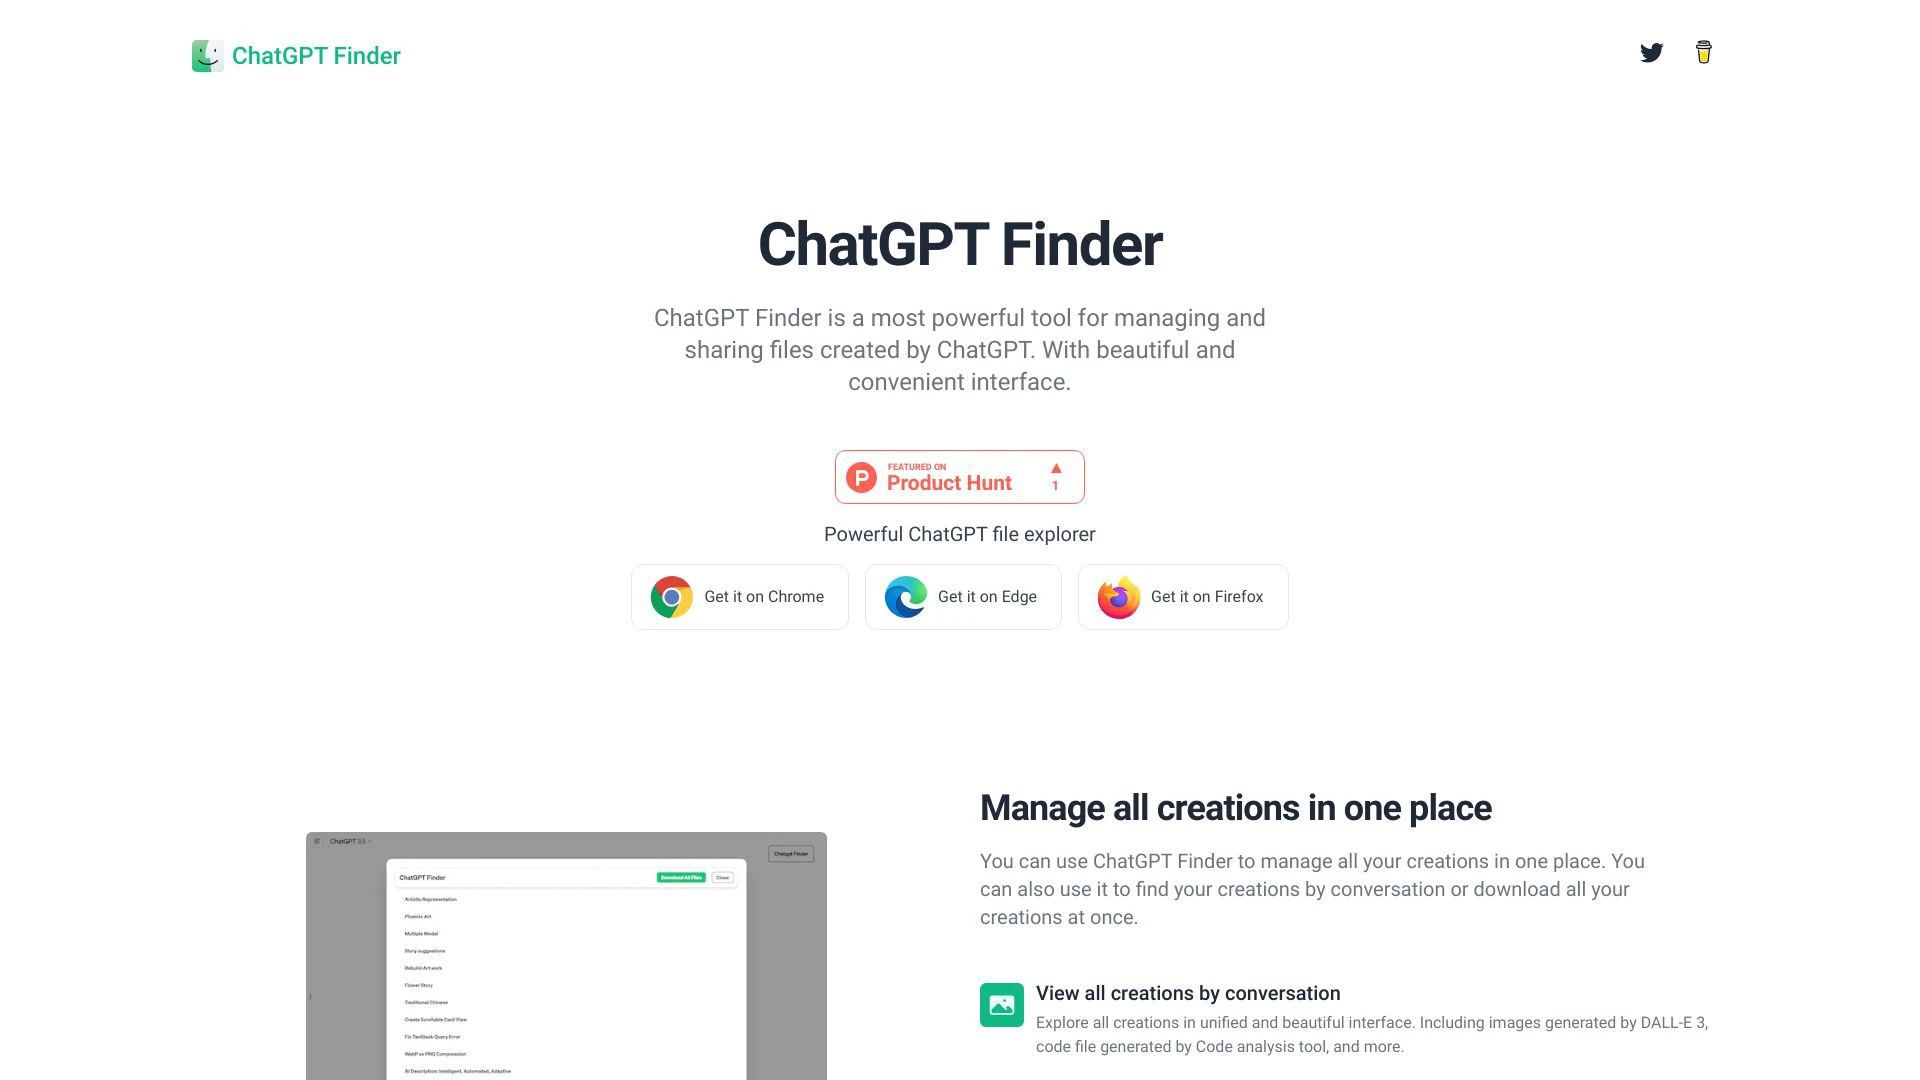 ChatGPT Finder
ChatGPT Finder
ChatGPT Finder is a most powerful tool for managing and
sharing files created by ChatGPT. With beautiful and
convenient interface.
FEATURED ON
Product Hunt
1
Powerful ChatGPT file explorer
Get it on Chrome
Get it on Edge
Get it on Firefox
Manage all creations in one place
You can use ChatGPT Finder to manage all your creations in one place. You
can also use it to find your creations by conversation or download all your
creations at once.
View all creations by conversation
Explore all creations in unified and beautiful interface. Including images generated by DALL-E 3,
code file generated by Code analysis tool, and more.
ChatGPT 3.5
Chatgpt Finder
ChatGPT Finder
Download All Files
Close
Artistic Representation
Phoenix Art
Multiple Modal
Story suggestions
Rebuild Art work
Flower Story
Traditional Chinese
Create Scrollable Card View
Fix TanStack Query Error
WebP vs PNG Compression
AI Description: Intelligent, Automated, Adaptive